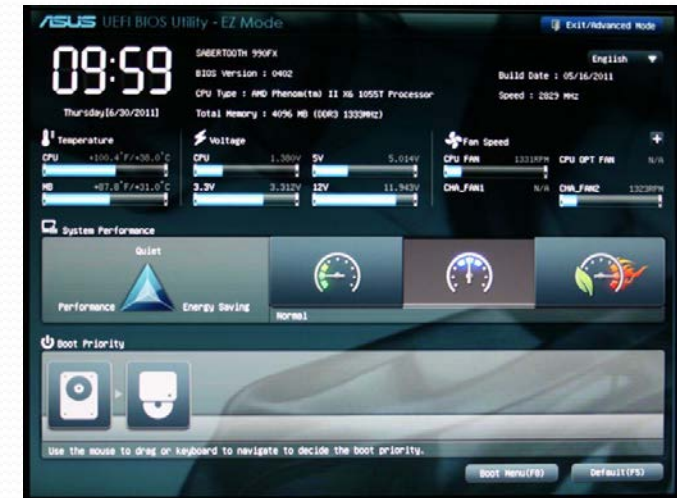 ASUS UEFI BIOS Utility - EZ Mode
Exit/Advanced Mode
09:59
Thursday[6/30/2011]
SABERTOOTH 990FX
BIOS Version : 0402
CPU Type : AMD Phenom(tm) II X6 1055T Processor
Total Memory : 4096 MB (DDR3 1333MHz)
English
Build Date : 05/16/2011
Speed : 2829 MHz
Temperature
CPU +100.4°F/+38.0°C
MB +87.8°F/+31.0°C
Voltage
CPU 1.380V 5V 5.014V
3.3V 3.312V 12V 11.943V
Fan Speed
CPU FAN 1331RPM CPU OPT FAN N/A
CHA_FAN1 N/A CHA_FAN2 1323RPM
System Performance
Quiet
Performance
Energy Saving
Normal
Boot Priority
Use the mouse to drag or keyboard to navigate to decide the boot priority.
Boot Menu(F8)
Default(F5)